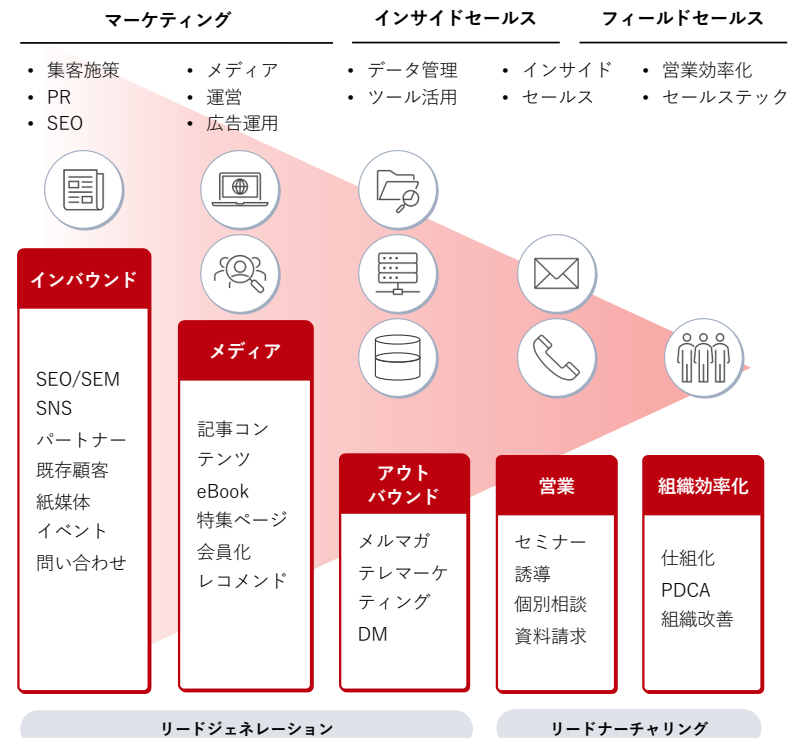 マーケティング
インサイドセールス
フィールドセールス
• 集客施策
• PR
• SEO
• メディア
• 運営
• 広告運用
• データ管理
• ツール活用
• インサイド
• セールス
• 営業効率化
• セールステック
インバウンド
SEO/SEM
SNS
パートナー
既存顧客
紙媒体
イベント
問い合わせ
メディア
記事コン
テンツ
eBook
特集ページ
会員化
レコメンド
アウト
バウンド
メルマガ
テレマーケ
ティング
DM
営業
セミナー
誘導
個別相談
資料請求
組織効率化
仕組化
PDCA
組織改善
リードジェネレーション
リードナーチャリング